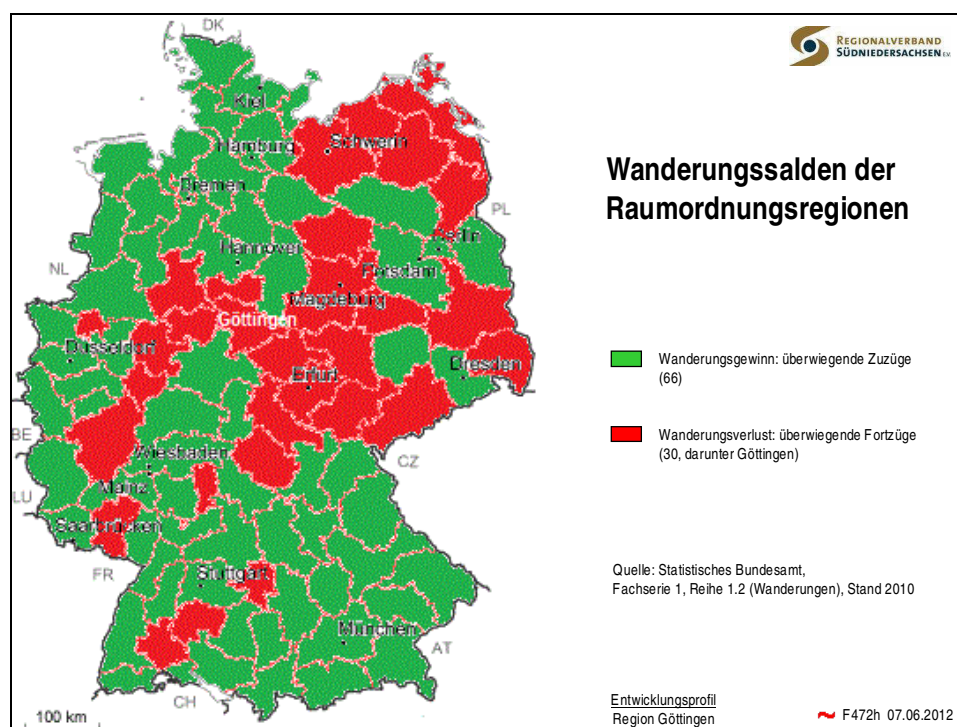 DK
REGIONALVERBAND
SÜDNIEDERSACHSEN E.V.
Kiel
Hamburg
Schwerin
Bremen
Wanderungssalden der
Raumordnungsregionen
PL
Berlin
Hannover
NL
Potsdam
Magdeburg
Göttingen
Düsseldorf
Dresden
Erfurt
Wanderungsgewinn: überwiegende Zuzüge
(66)
BE
Wanderungsverlust: überwiegende Fortzüge
(30, darunter Göttingen)
Wiesbaden
CZ
Mainz
LU
Saarbrücken
FR
Stuttgart
Quelle: Statistisches Bundesamt,
Fachserie 1, Reihe 1.2 (Wanderungen), Stand 2010
München
AT
CH
100 km
Entwicklungsprofil
Region Göttingen
F472h 07.06.2012